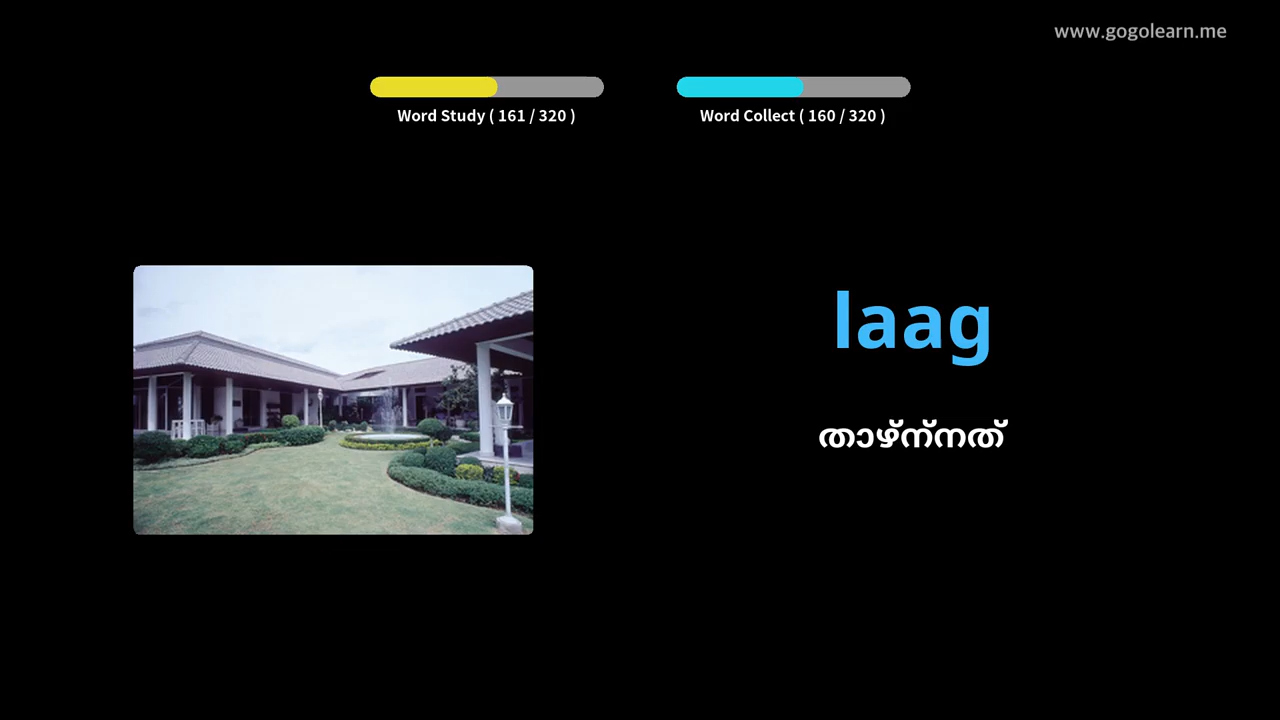 www.gogolearn.me
Word Study ( 161 / 320 )
Word Collect ( 160 / 320 )
laag
താഴ്ന്നത്